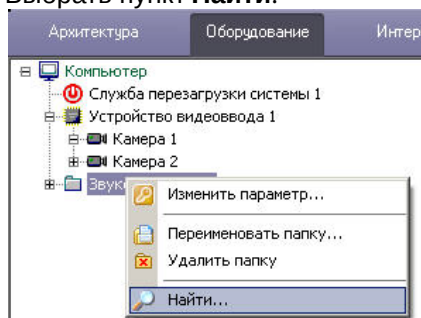 Выбрать пункт Найти.
Архитектура Оборудование
Компьютер
Служба перезагрузки системы 1
Устройство видеоввода 1
Камера 1
Камера 2
Изменить параметр...
Переименовать папку...
Удалить папку
Найти...